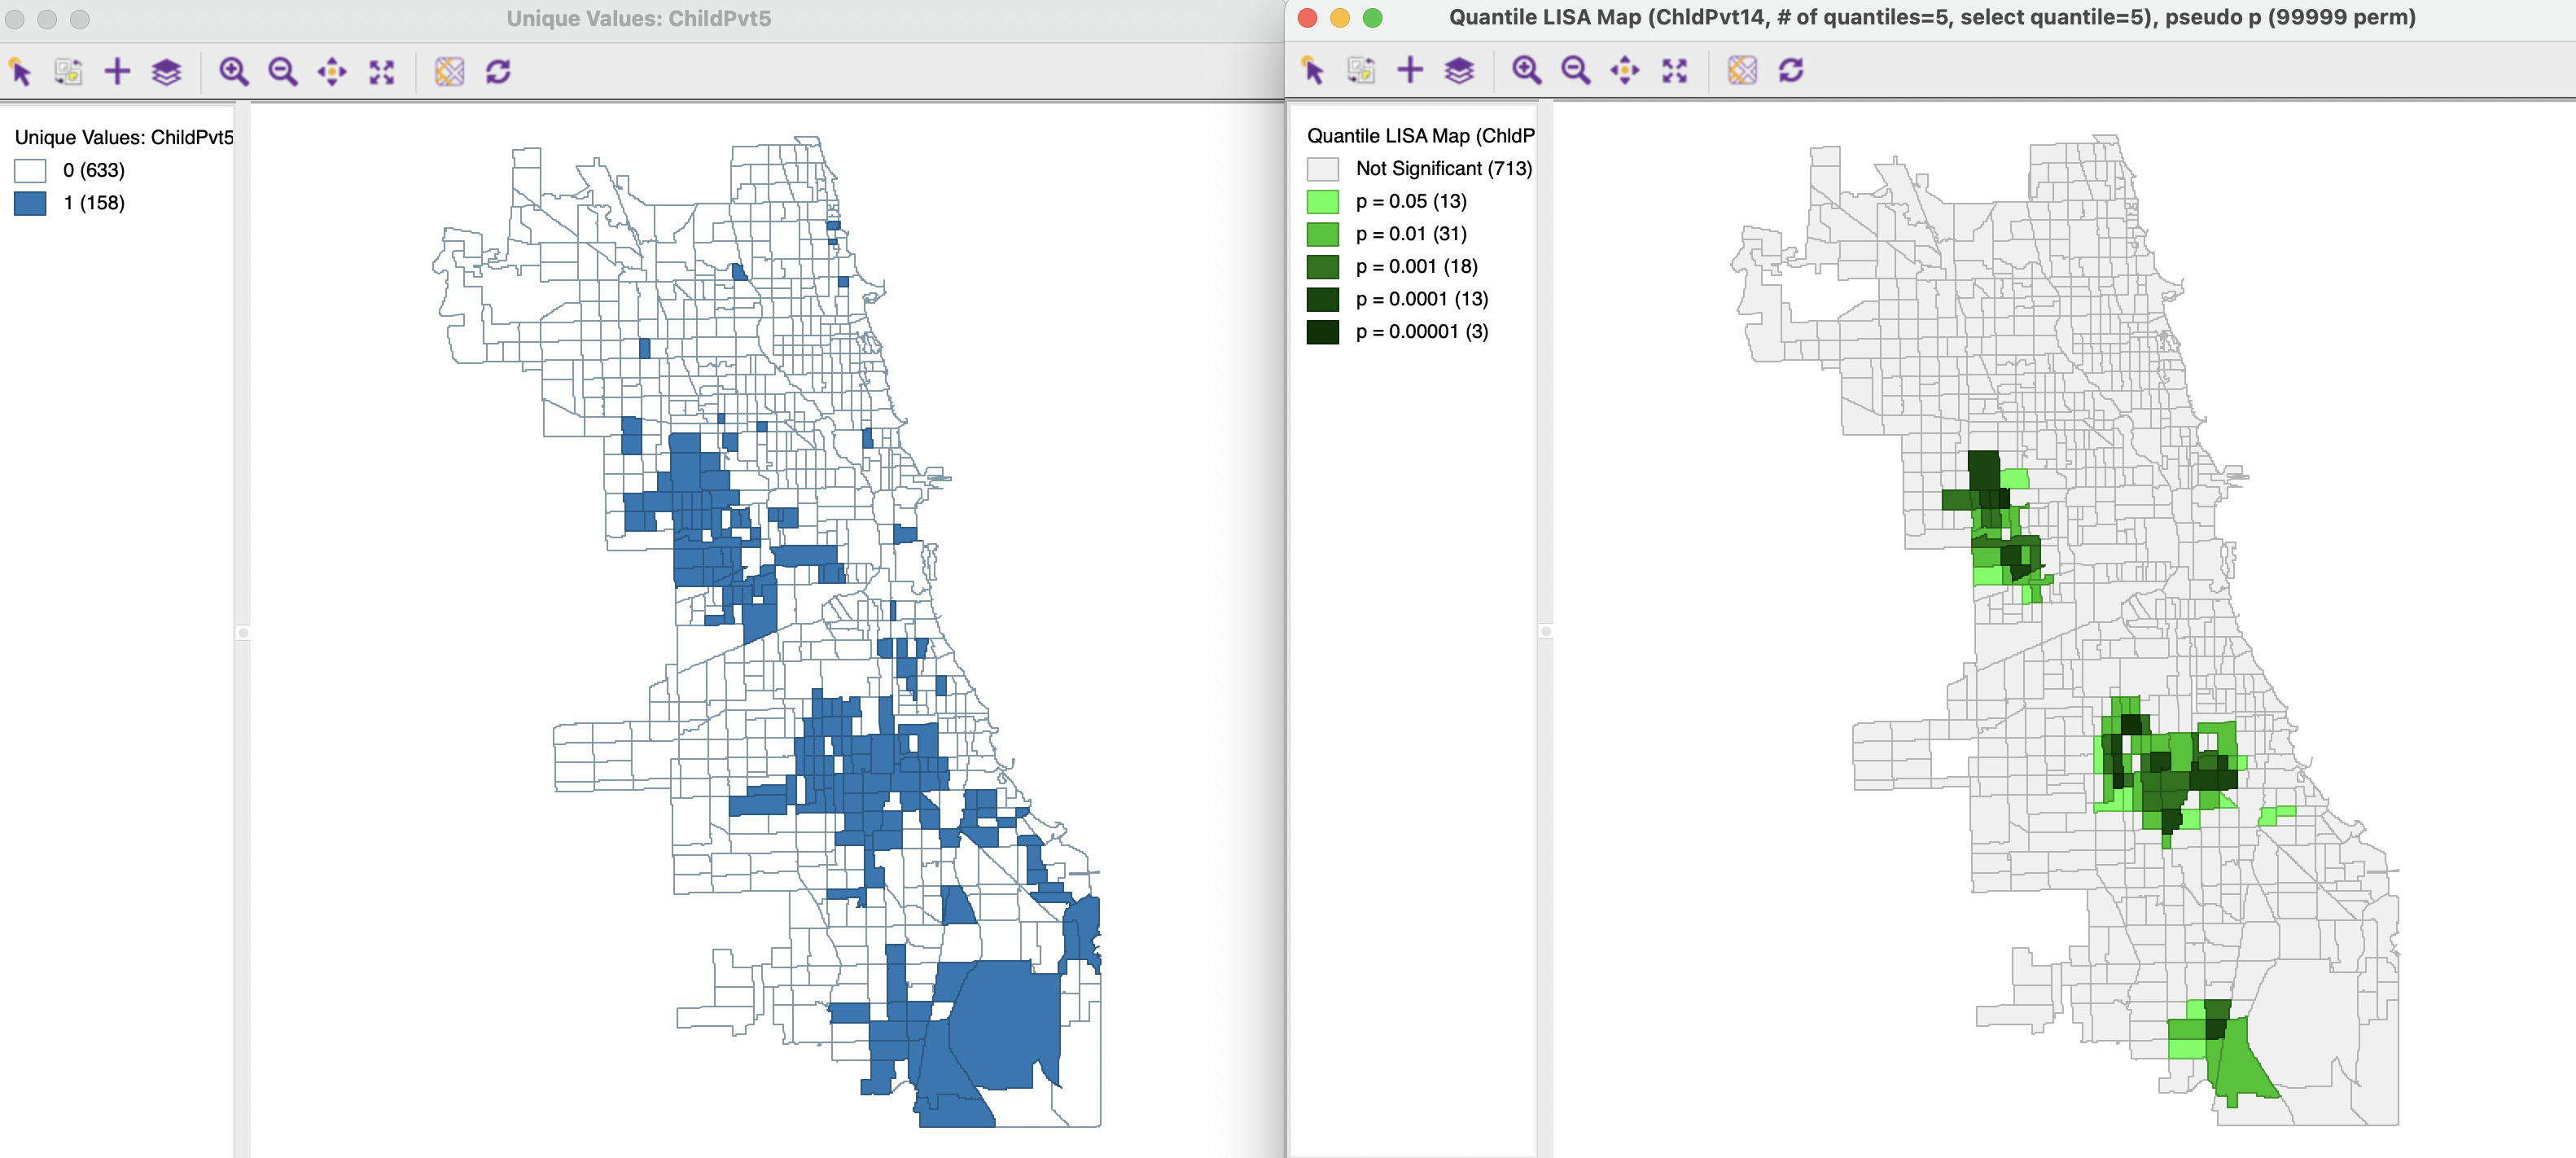 Unique Values: ChildPvt5
Unique Values: ChildPvt5
0 (633)
1 (158)
Quantile LISA Map (ChldPvt14, # of quantiles=5, select quantile=5), pseudo p (99999 perm)
Quantile LISA Map (ChldP
Not Significant (713)
p = 0.05 (13)
p = 0.01 (31)
p = 0.001 (18)
p = 0.0001 (13)
p = 0.00001 (3)